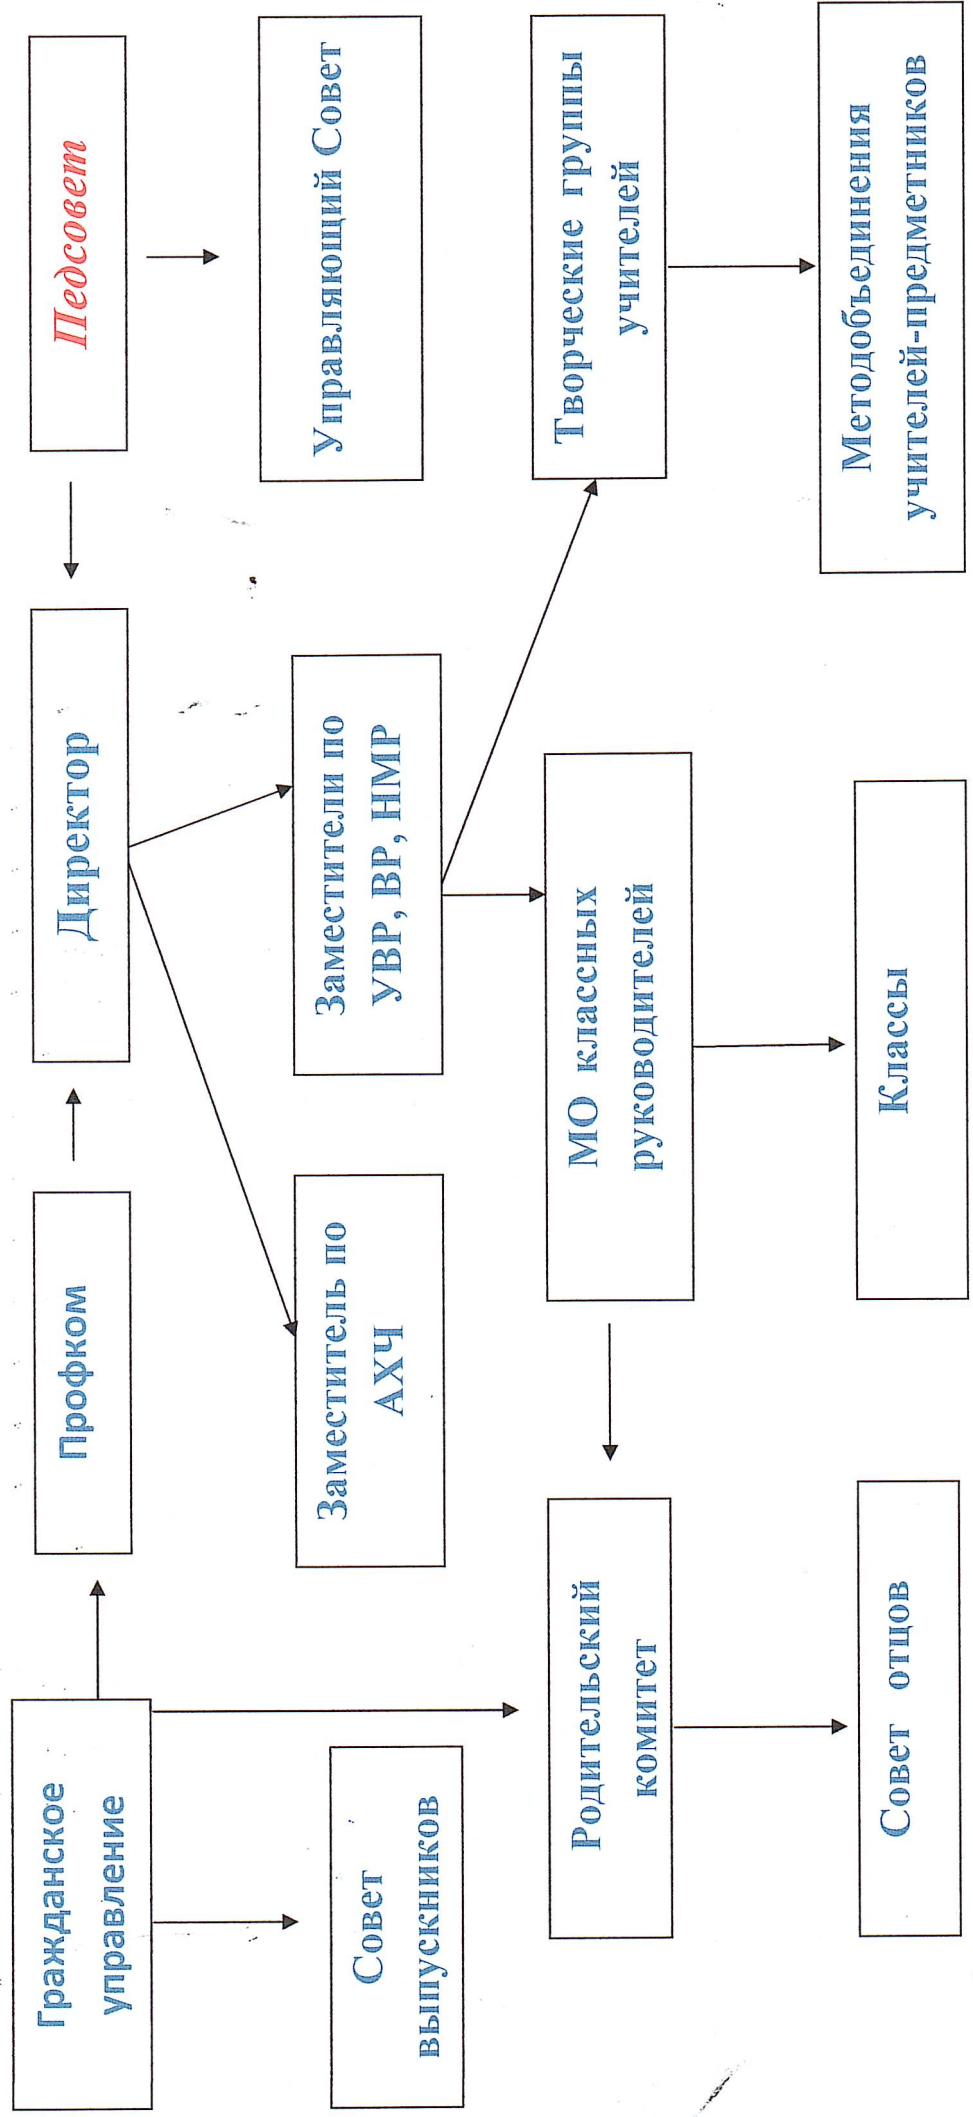 Гражданское
управление
Профком
Директор
Педсовет
Совет
выпускников
Заместитель по
АХЧ
Заместители по
УВР, ВР, НМР
Управляющий Совет
Родительский
комитет
МО классных
руководителей
Творческие группы
учителей
Совет отцов
Классы
Методобъединения
учителей-предметников